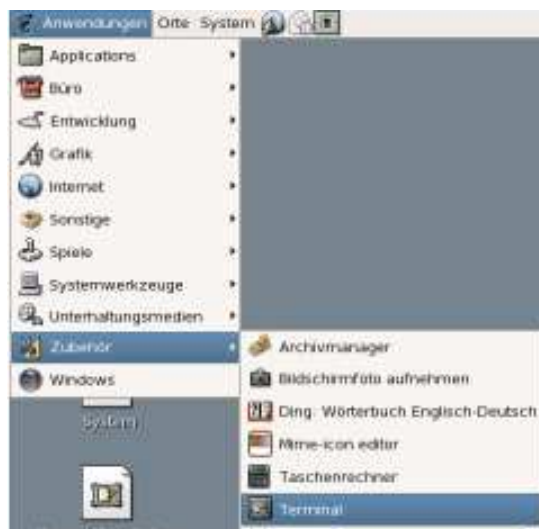 Anwendungen Orte System
Applications
Büro
Entwicklung
Grafik
Internet
Sonstige
Spiele
Systemwerkzeuge
Unterhaltungsmedien
Zubehör
Windows
Archivmanager
Bildschirmfoto aufnehmen
Ding: Wörterbuch Englisch-Deutsch
Mime-icon editor
Taschenrechner
Terminal
System